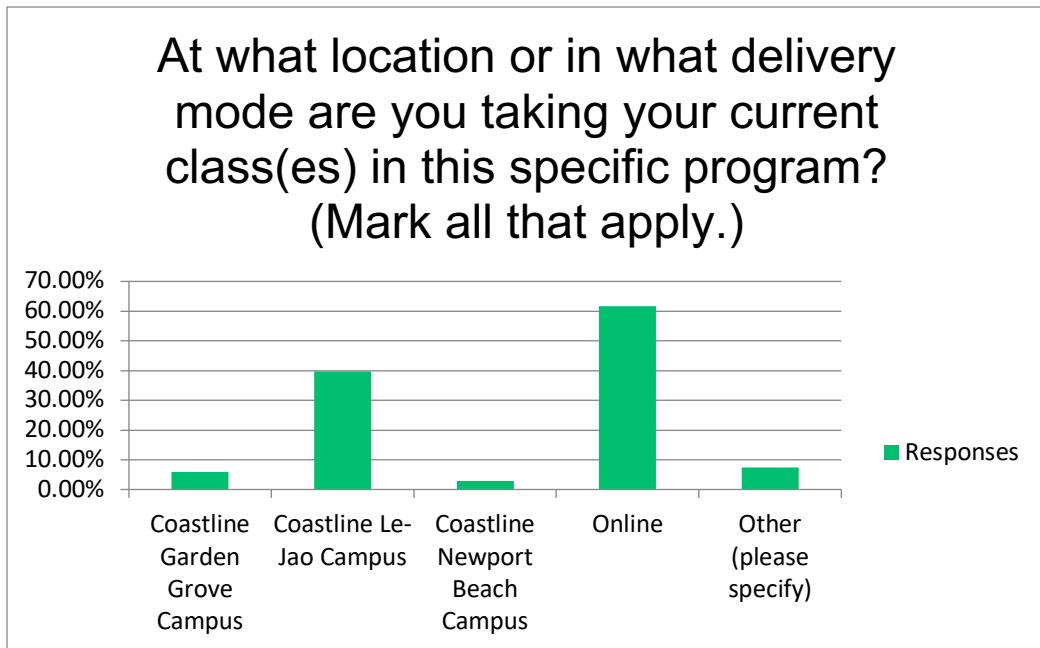 At what location or in what delivery
mode are you taking your current
class(es) in this specific program?
(Mark all that apply.)
70.00%
60.00%
50.00%
40.00%
30.00%
20.00%
10.00%
0.00%
Coastline
Garden
Grove
Campus
Coastline Le-
Jao Campus
Coastline
Newport
Beach
Campus
Online
Other
(please
specify)
Responses